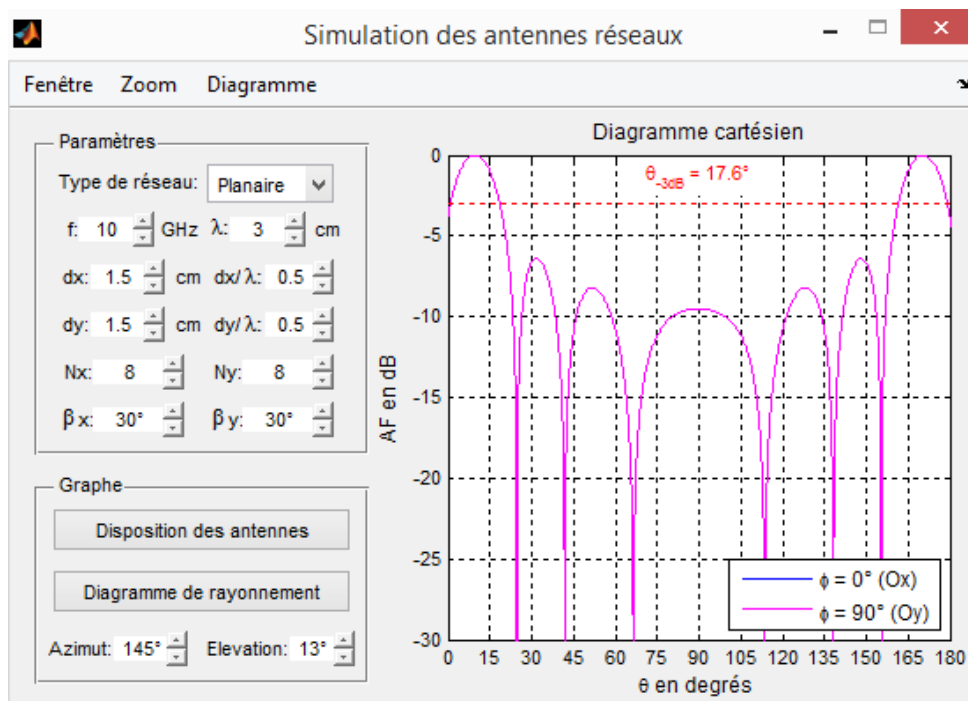 Simulation des antennes réseaux
Fenêtre Zoom Diagramme
Paramètres
Type de réseau: Planaire
f: 10 GHz λ: 3 cm
dx: 1.5 cm dx/λ: 0.5
dy: 1.5 cm dy/λ: 0.5
Nx: 8 Ny: 8
βx: 30° βy: 30°
Graphe
Disposition des antennes
Diagramme de rayonnement
Azimut: 145° Elevation: 13°
Diagramme cartésien
θ-3dB = 17.6°
AF en dB
0
-5
-10
-15
-20
-25
-30
ϕ = 0° (Ox)
ϕ = 90° (Oy)
0 15 30 45 60 75 90 105 120 135 150 165 180
θ en degrés